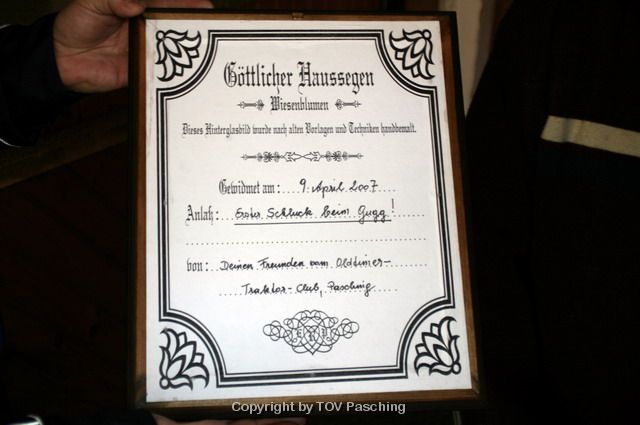 Göttlicher Haussegen
Wiesenblumen
Dieses Hinterglasbild wurde nach alten Vorlagen und Techniken handbemalt.
Gewidmet am: 9. April 2007
Anlaß: Erster Schluck beim Gugg!
von: Deinen Freunden vom Oldtimer-
Traktor-Club, Pasching
Copyright by TOV Pasching